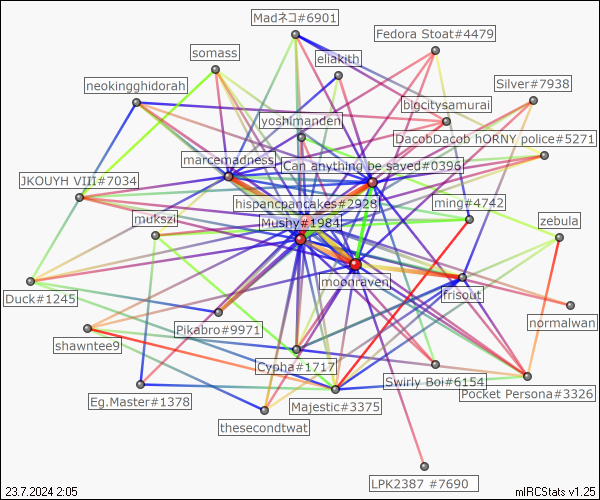 Madネコ#6901
Fedora Stoat#4479
somass
eliakith
neokingghidorah
Silver#7938
bigcitysamurai
yoshimanden
DacobDacob hORNY police#5271
marcemadness
Can anything be saved#0396
JKOUYH VIII#7034
hispancpancakes#2928
ming#4742
mukszi
Mushy#1984
zebula
moonraven
frisout
Duck#1245
Pikabro#9971
normalwan
shawntee9
Cypha#1717
Swirly Boi#6154
Pocket Persona#3326
Eg.Master#1378
Majestic#3375
thesecondtwat
LPK2387 #7690
23.7.2024 2:05
mIRCStats v1.25